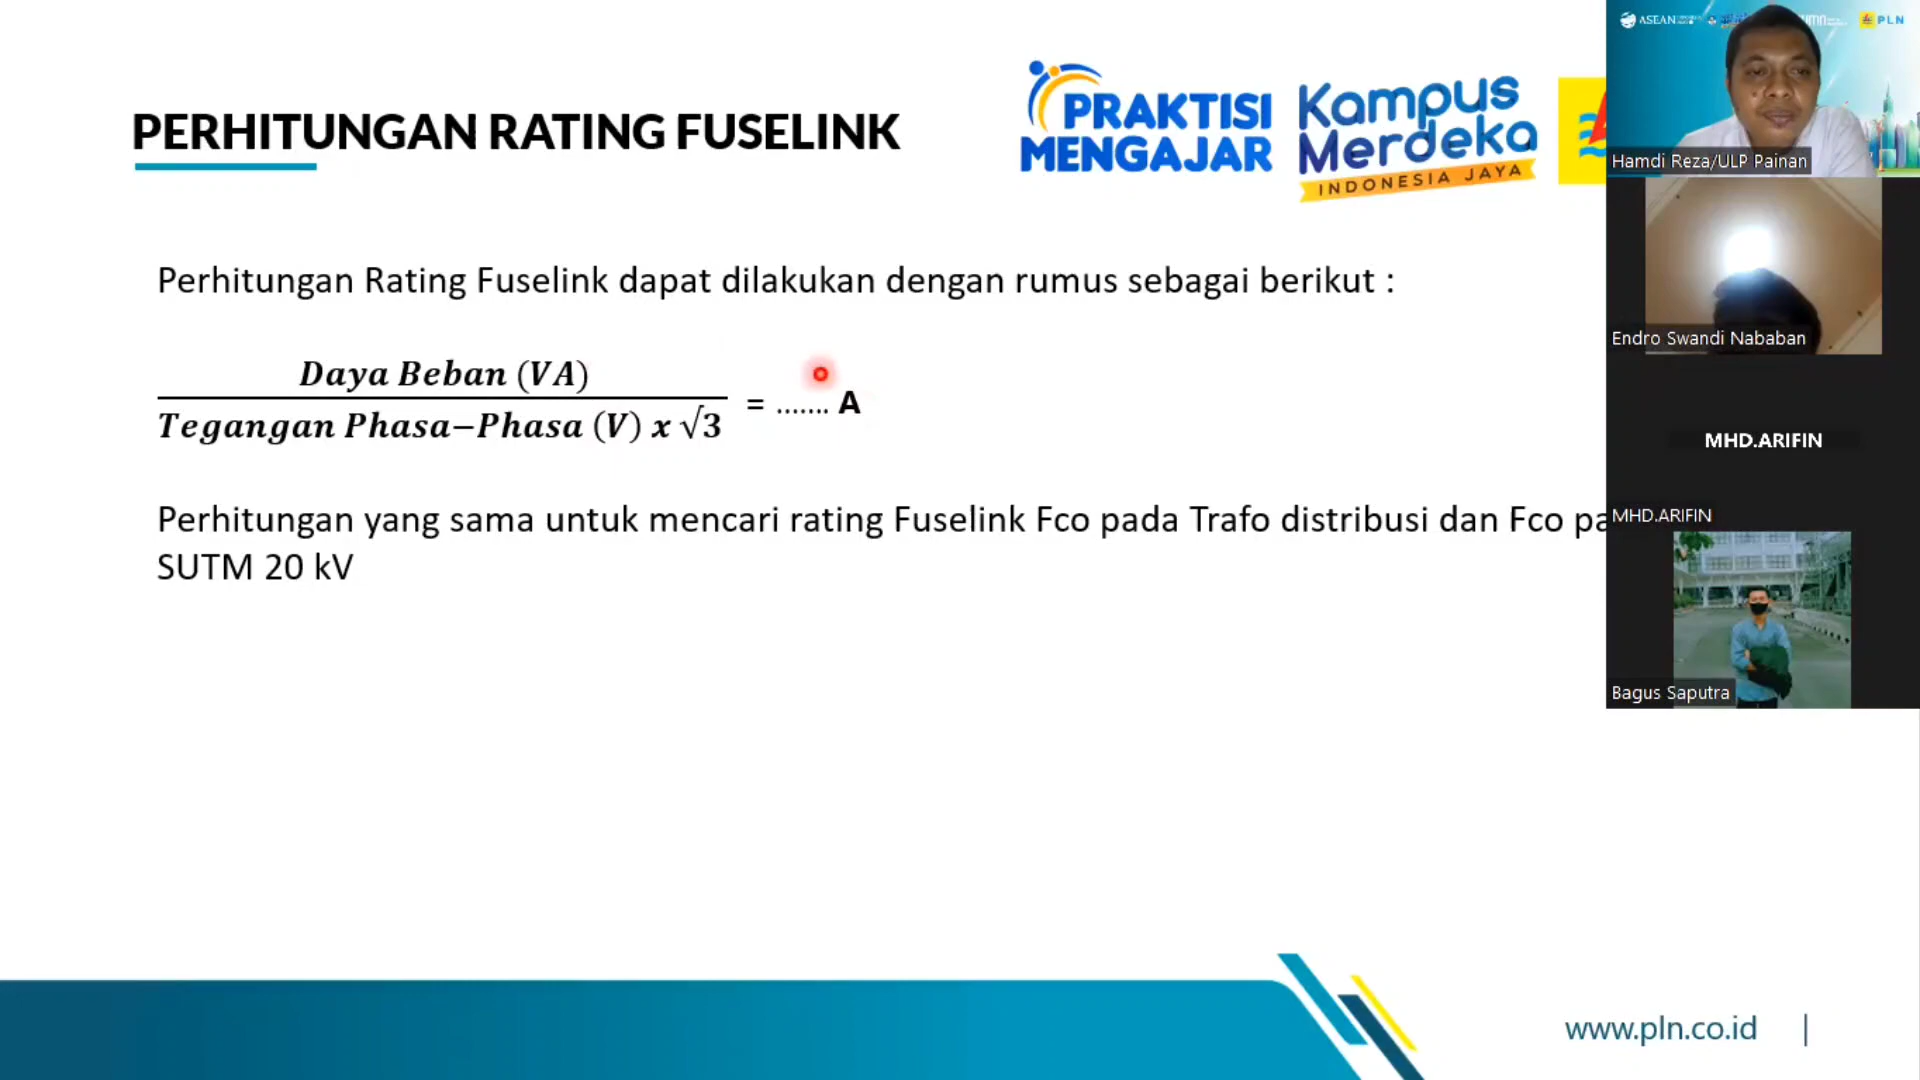 PERHITUNGAN RATING FUSELINK
PRAKTISI
MENGAJAR
Kampus
Merdeka
INDONESIA JAYA
ASEAN
PLN
Hamdi Reza/ULP Painan
Perhitungan Rating Fuselink dapat dilakukan dengan rumus sebagai berikut :
Daya Beban (VA)
Tegangan Phasa–Phasa (V) x √3
= ....... A
Perhitungan yang sama untuk mencari rating Fuselink Fco pada Trafo distribusi dan Fco pa
SUTM 20 kV
Endro Swandi Nababan
MHD.ARIFIN
MHD.ARIFIN
Bagus Saputra
www.pln.co.id |